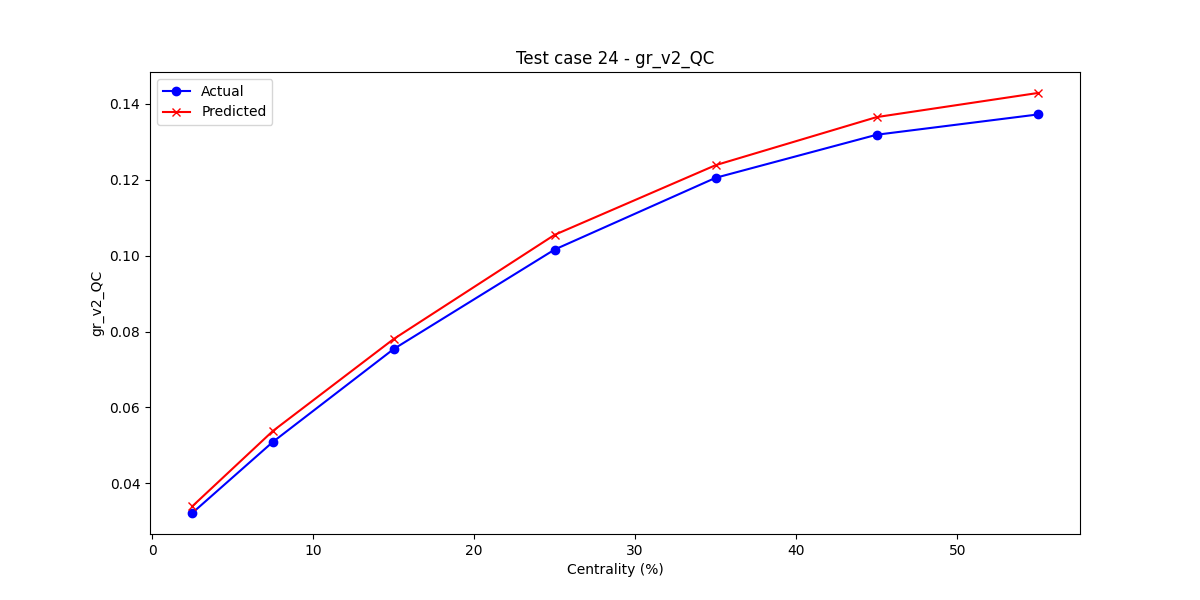 Test case 24 - gr_v2_QC
Actual
Predicted
gr_v2_QC
0.14
0.12
0.10
0.08
0.06
0.04
0 10 20 30 40 50
Centrality (%)